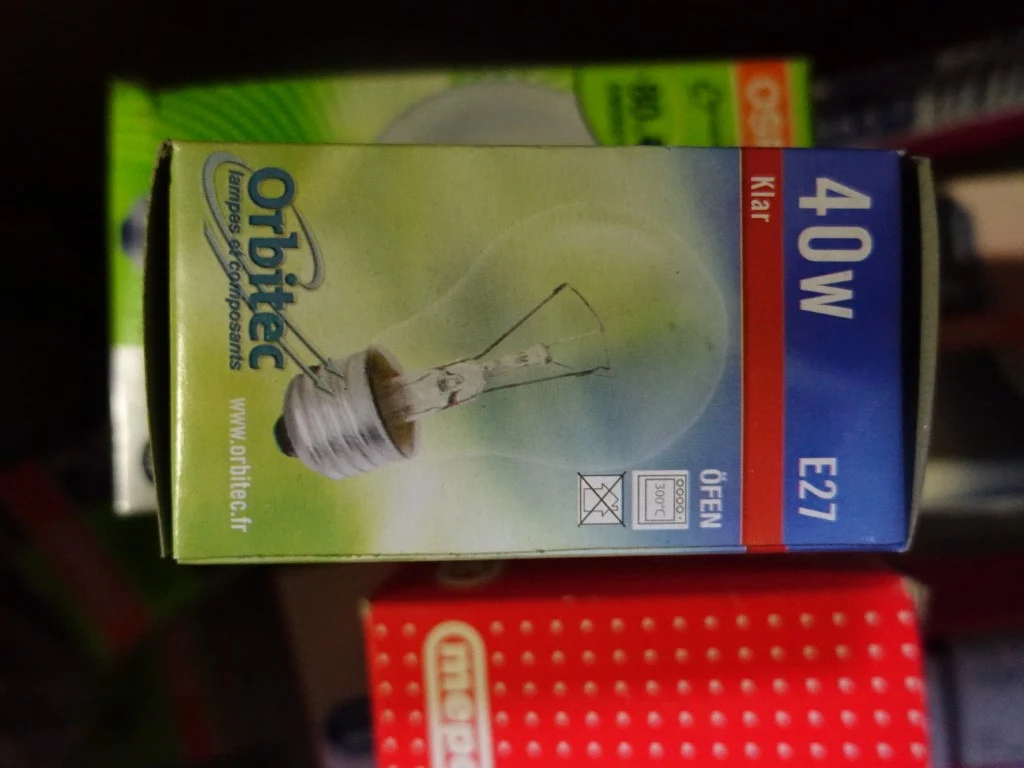 40W
E27
Klar
ÖFEN
300°C
Orbitec
lampes et composants
www.orbitec.fr